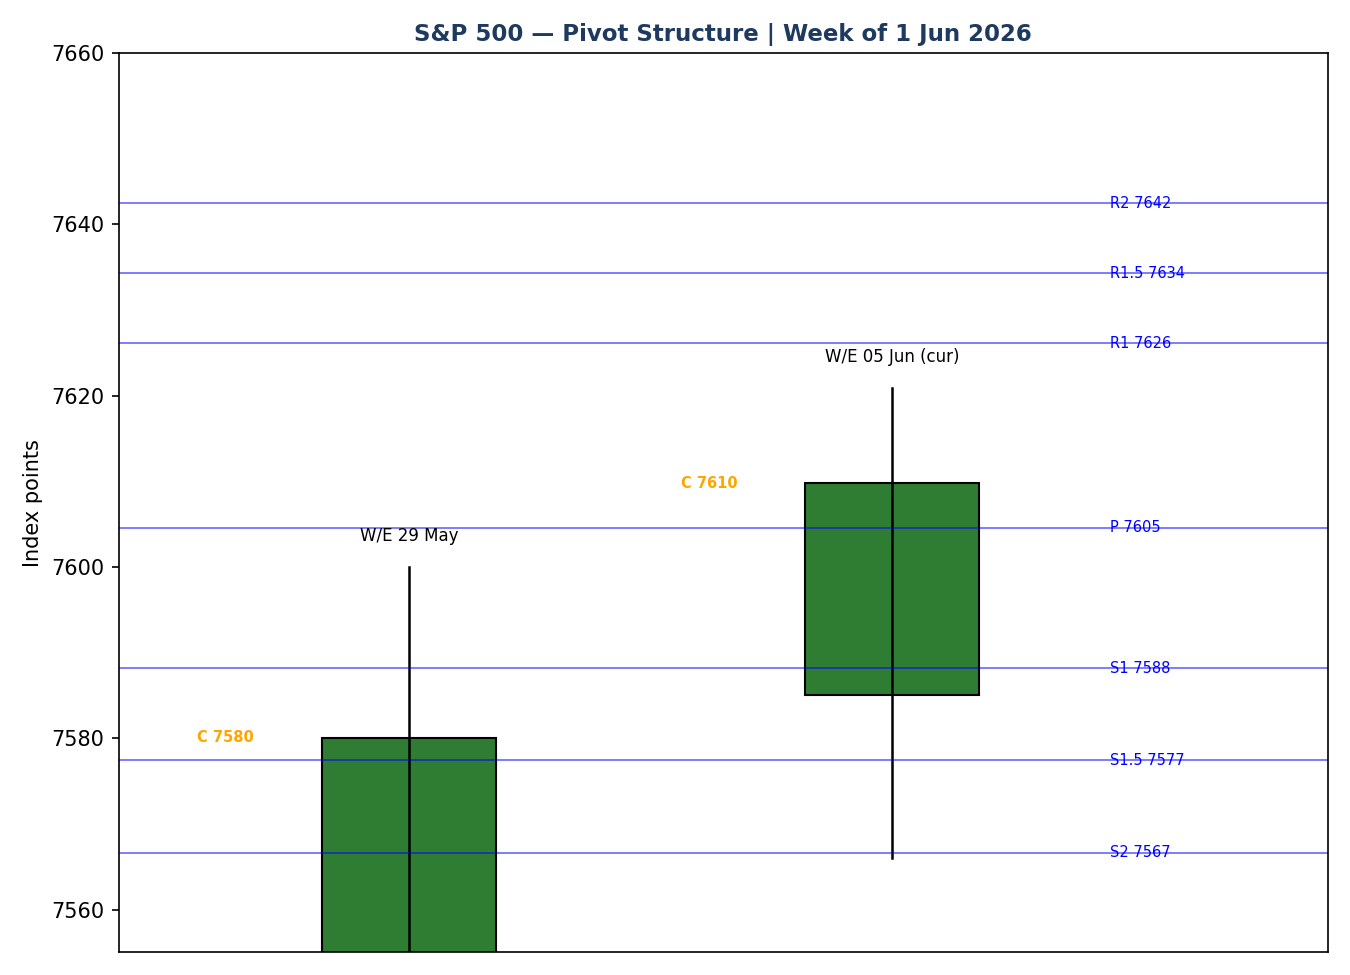 S&P 500 — Pivot Structure | Week of 1 Jun 2026
7660
R2 7642
7640
R1.5 7634
R1 7626
W/E 05 Jun (cur)
7620
C 7610
Index points
P 7605
W/E 29 May
7600
S1 7588
C 7580
7580
S1.5 7577
S2 7567
7560